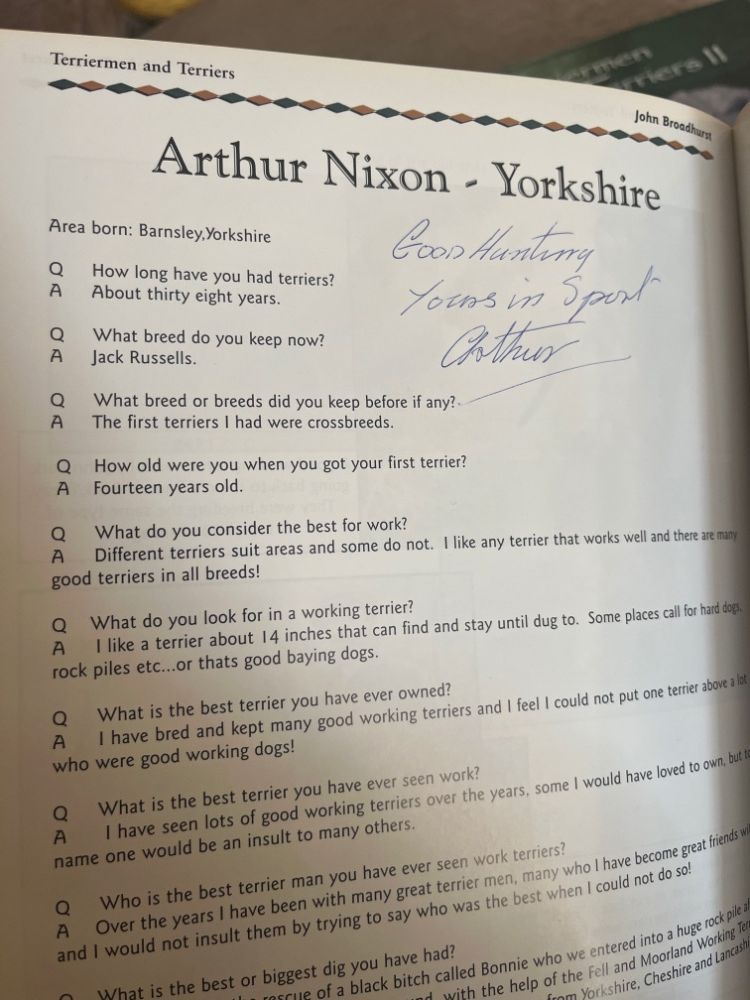 Terriermen and Terriers
John Broadhurst
Arthur Nixon - Yorkshire
Area born: Barnsley,Yorkshire
Good Hunting
Yours in Sport
Arthur
Q How long have you had terriers?
A About thirty eight years.
Q What breed do you keep now?
A Jack Russells.
Q What breed or breeds did you keep before if any?
A The first terriers I had were crossbreeds.
Q How old were you when you got your first terrier?
A Fourteen years old.
Q What do you consider the best for work?
A Different terriers suit areas and some do not. I like any terrier that works well and there are many
good terriers in all breeds!
Q What do you look for in a working terrier?
A I like a terrier about 14 inches that can find and stay until dug to. Some places call for hard dogs,
rock piles etc...or thats good baying dogs.
Q What is the best terrier you have ever owned?
A I have bred and kept many good working terriers and I feel I could not put one terrier above a lot
who were good working dogs!
Q What is the best terrier you have ever seen work?
A I have seen lots of good working terriers over the years, some I would have loved to own, but to
name one would be an insult to many others.
Q Who is the best terrier man you have ever seen work terriers?
A Over the years I have been with many great terrier men, many who I have become great friends
and I would not insult them by trying to say who was the best when I could not do so!
Q What is the best or biggest dig you have had?
rescue of a black bitch called Bonnie who we entered into a huge rock pile
with the help of the Fell and Moorland Working
from Yorkshire, Cheshire and